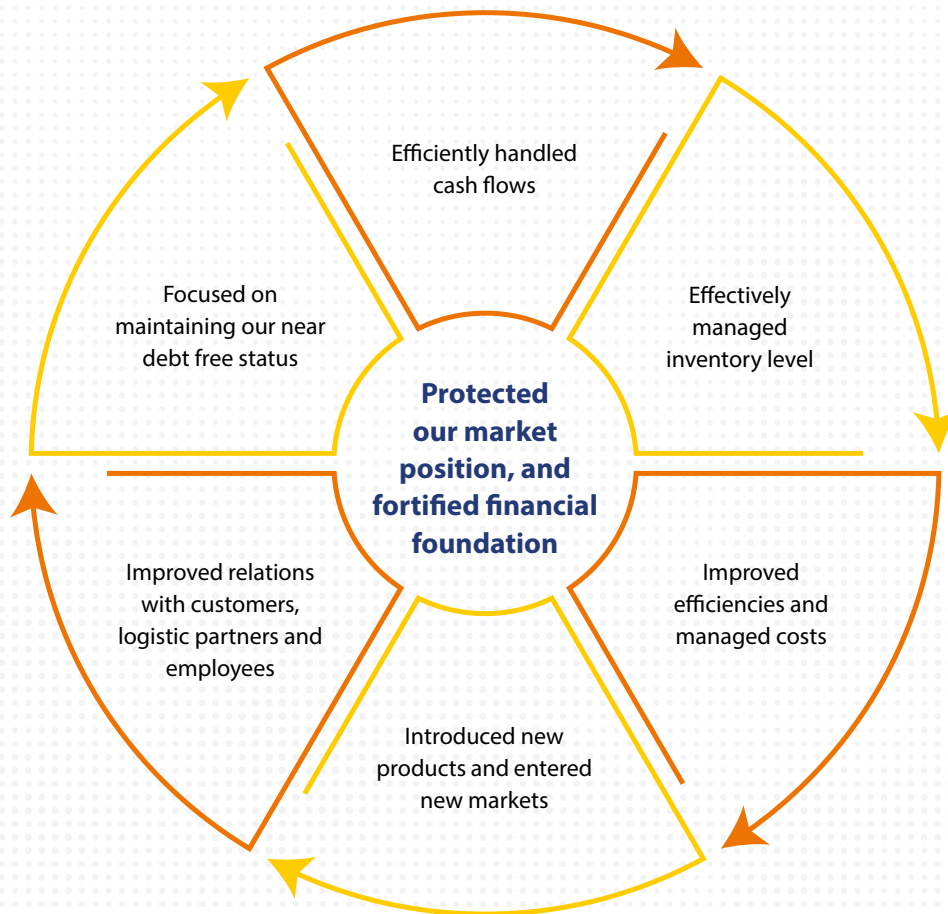 Efficiently handled
cash flows
Effectively
managed
inventory level
Improved
efficiencies and
managed costs
Introduced new
products and entered
new markets
Improved relations
with customers,
logistic partners and
employees
Focused on
maintaining our near
debt free status
Protected
our market
position, and
fortified financial
foundation